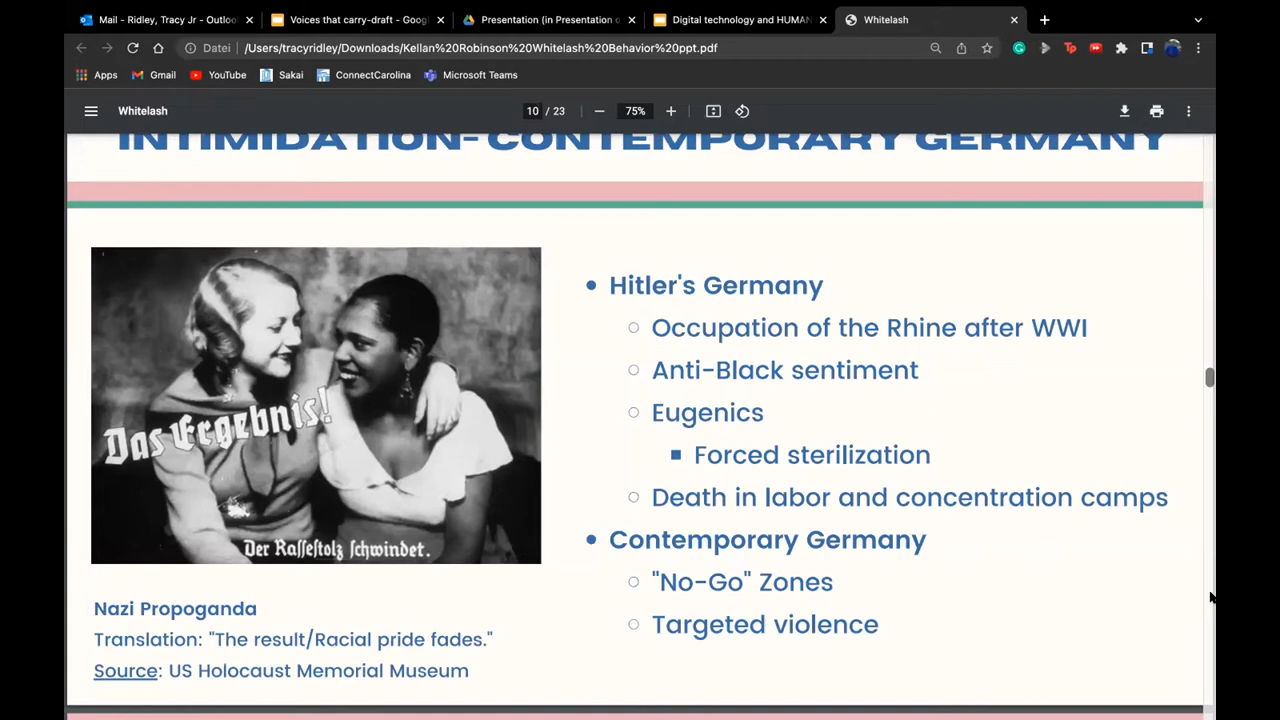 Mail - Ridley, Tracy Jr - Outlo
Voices that carry-draft - Goog
Presentation (in Presentation o
Digital technology and HUMAN
Whitelash
Datei
/Users/tracyridley/Downloads/Kellan%20Robinson%20Whitelash%20Behavior%20ppt.pdf
Apps
Gmail
YouTube
Sakai
ConnectCarolina
Microsoft Teams
Whitelash
10 / 23
75%
INTIMIDATION- CONTEMPORARY GERMANY
Das Ergebnis!
Der Rassestolz schwindet.
Nazi Propoganda
Translation: "The result/Racial pride fades."
Source: US Holocaust Memorial Museum
• Hitler's Germany
○ Occupation of the Rhine after WWI
○ Anti-Black sentiment
○ Eugenics
▪ Forced sterilization
○ Death in labor and concentration camps
• Contemporary Germany
○ "No-Go" Zones
○ Targeted violence